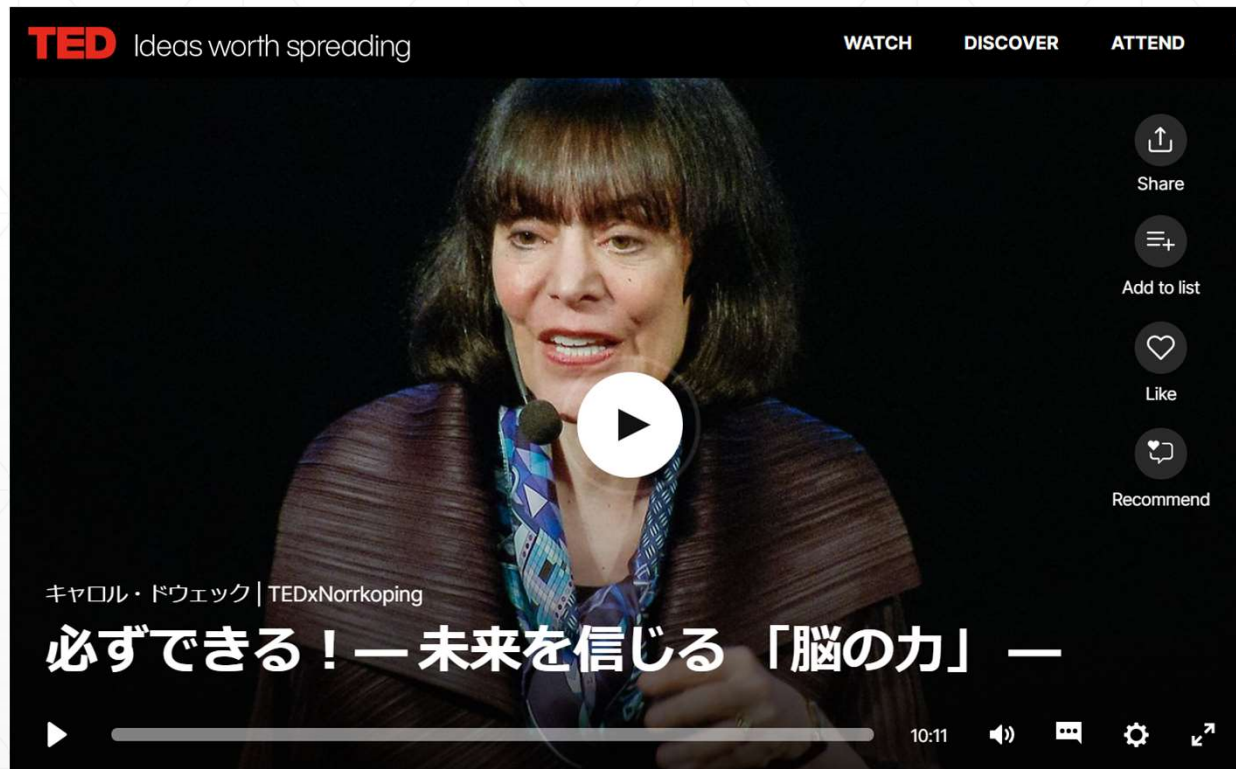 TED Ideas worth spreading WATCH DISCOVER ATTEND
Share
Add to list
Like
Recommend
キャロル・ドウェック | TEDxNorrkoping
必ずできる！― 未来を信じる 「脳の力」 ―
10:11